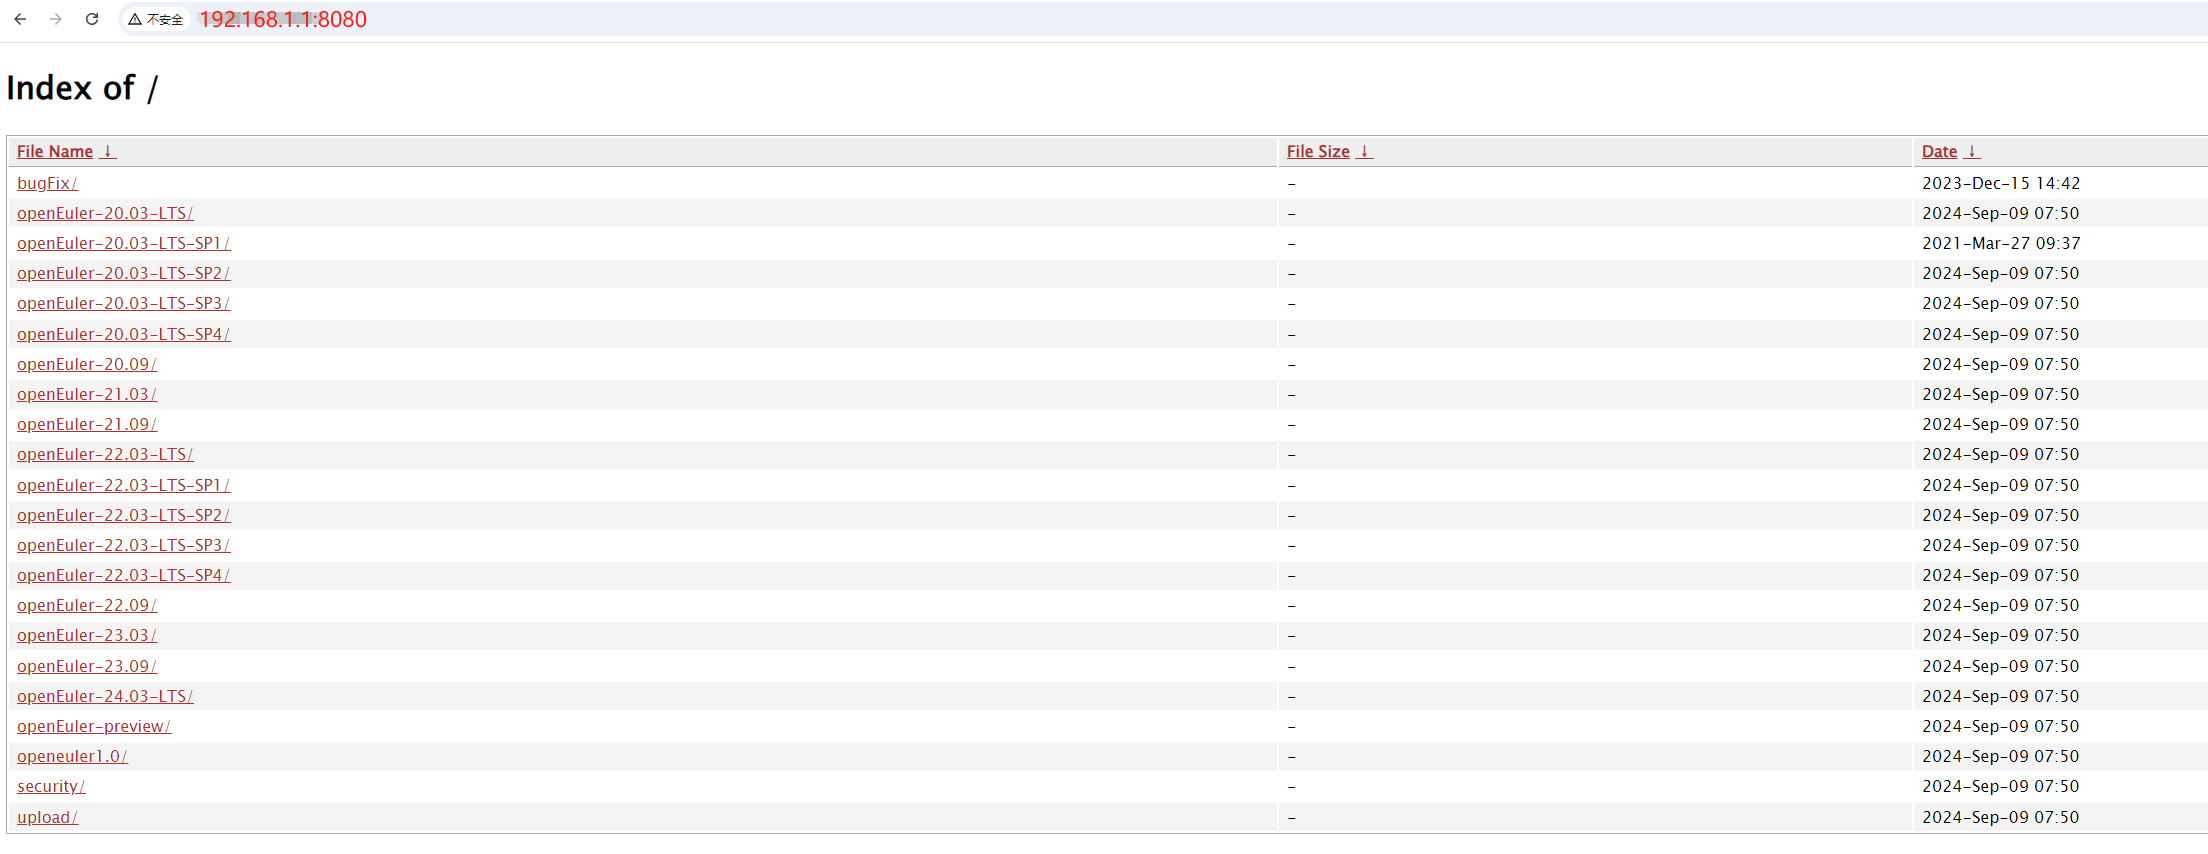 不安全 192.168.1.1:8080
Index of /
File Name ↓ File Size ↓ Date ↓
bugFix/ - 2023-Dec-15 14:42
openEuler-20.03-LTS/ - 2024-Sep-09 07:50
openEuler-20.03-LTS-SP1/ - 2021-Mar-27 09:37
openEuler-20.03-LTS-SP2/ - 2024-Sep-09 07:50
openEuler-20.03-LTS-SP3/ - 2024-Sep-09 07:50
openEuler-20.03-LTS-SP4/ - 2024-Sep-09 07:50
openEuler-20.09/ - 2024-Sep-09 07:50
openEuler-21.03/ - 2024-Sep-09 07:50
openEuler-21.09/ - 2024-Sep-09 07:50
openEuler-22.03-LTS/ - 2024-Sep-09 07:50
openEuler-22.03-LTS-SP1/ - 2024-Sep-09 07:50
openEuler-22.03-LTS-SP2/ - 2024-Sep-09 07:50
openEuler-22.03-LTS-SP3/ - 2024-Sep-09 07:50
openEuler-22.03-LTS-SP4/ - 2024-Sep-09 07:50
openEuler-22.09/ - 2024-Sep-09 07:50
openEuler-23.03/ - 2024-Sep-09 07:50
openEuler-23.09/ - 2024-Sep-09 07:50
openEuler-24.03-LTS/ - 2024-Sep-09 07:50
openEuler-preview/ - 2024-Sep-09 07:50
openeuler1.0/ - 2024-Sep-09 07:50
security/ - 2024-Sep-09 07:50
upload/ - 2024-Sep-09 07:50